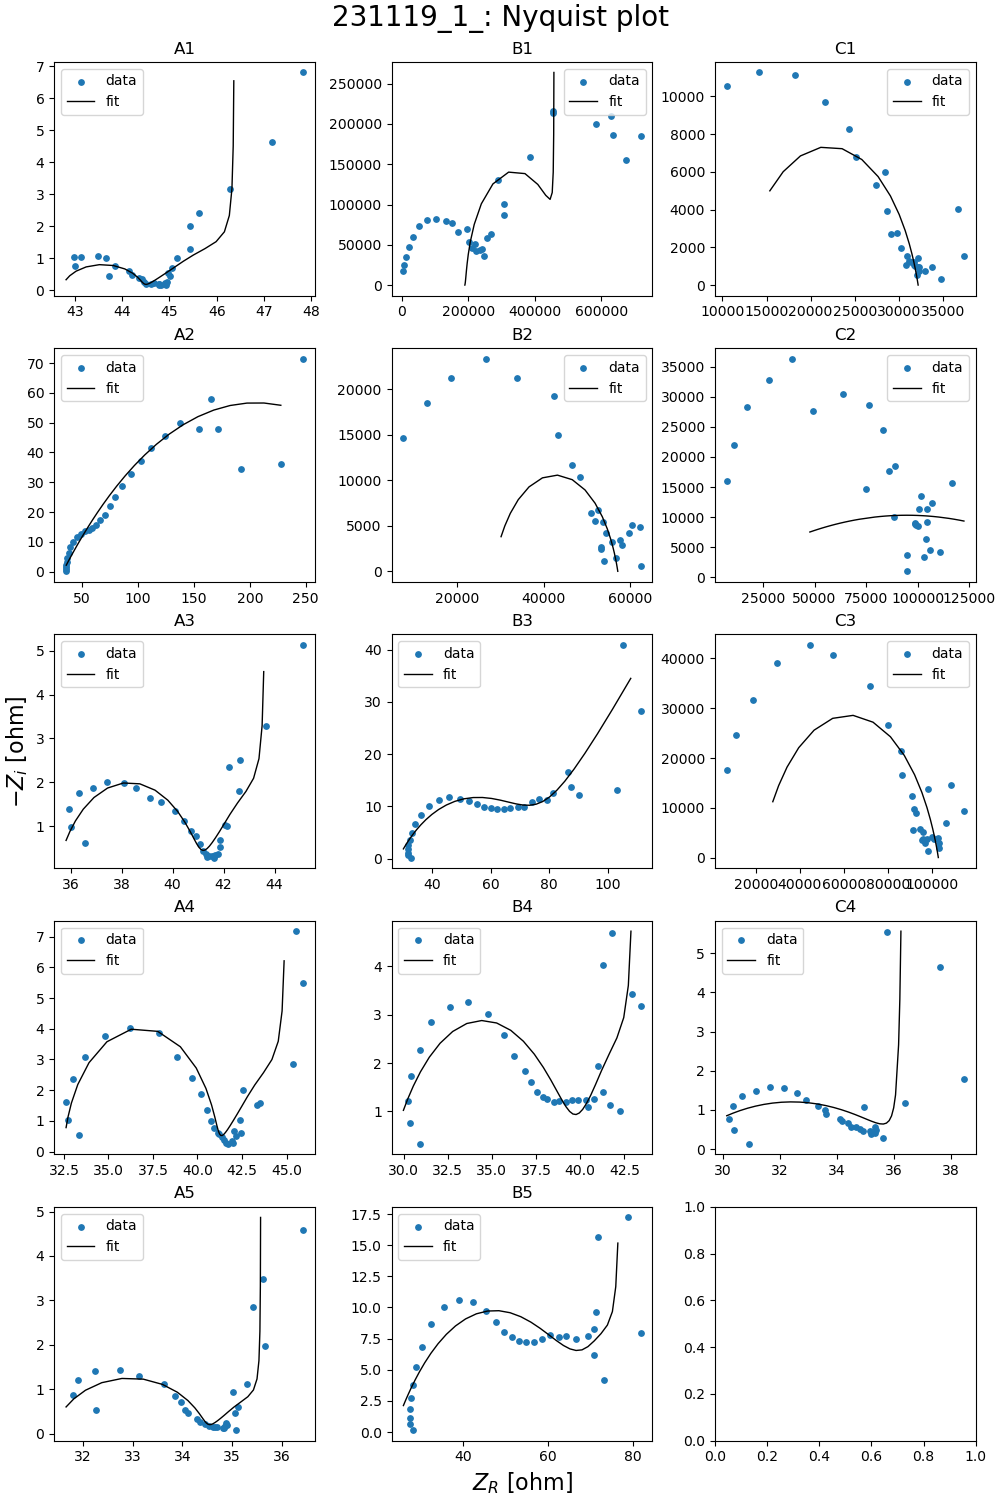 231119_1_: Nyquist plot
A1
data
fit
7
6
5
4
3
2
1
0
43 44 45 46 47 48
B1
data
fit
250000
200000
150000
100000
50000
0
0 200000 400000 600000
C1
data
fit
10000
8000
6000
4000
2000
0
10000 15000 20000 25000 30000 35000
A2
data
fit
70
60
50
40
30
20
10
0
50 100 150 200 250
B2
data
fit
20000
15000
10000
5000
0
20000 40000 60000
C2
data
fit
35000
30000
25000
20000
15000
10000
5000
0
25000 50000 75000 100000 125000
A3
data
fit
5
4
3
2
1
36 38 40 42 44
B3
data
fit
40
30
20
10
0
40 60 80 100
C3
data
fit
40000
30000
20000
10000
0
20000 40000 60000 80000 100000
−Z_i [ohm]
A4
data
fit
7
6
5
4
3
2
1
0
32.5 35.0 37.5 40.0 42.5 45.0
B4
data
fit
4
3
2
1
30.0 32.5 35.0 37.5 40.0 42.5
C4
data
fit
5
4
3
2
1
0
30 32 34 36 38
A5
data
fit
5
4
3
2
1
0
32 33 34 35 36
B5
data
fit
17.5
15.0
12.5
10.0
7.5
5.0
2.5
0.0
40 60 80
1.0
0.8
0.6
0.4
0.2
0.0
0.0 0.2 0.4 0.6 0.8 1.0
Z_R [ohm]